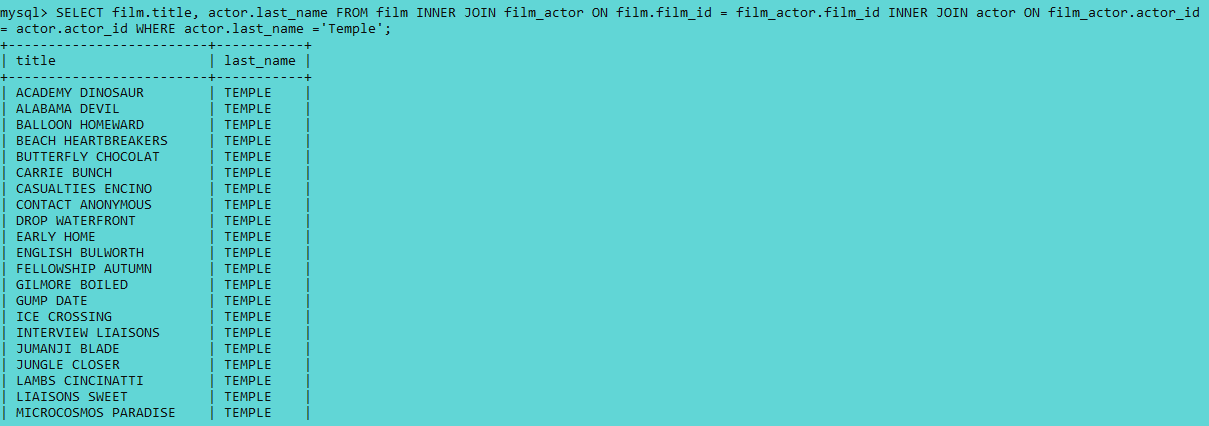 mysql> SELECT film.title, actor.last_name FROM film INNER JOIN film_actor ON film.film_id = film_actor.film_id INNER JOIN actor ON film_actor.actor_id
= actor.actor_id WHERE actor.last_name ='Temple';
+-------------------------+-----------+
| title                   | last_name |
+-------------------------+-----------+
| ACADEMY DINOSAUR        | TEMPLE    |
| ALABAMA DEVIL           | TEMPLE    |
| BALLOON HOMEWARD        | TEMPLE    |
| BEACH HEARTBREAKERS     | TEMPLE    |
| BUTTERFLY CHOCOLAT      | TEMPLE    |
| CARRIE BUNCH            | TEMPLE    |
| CASUALTIES ENCINO       | TEMPLE    |
| CONTACT ANONYMOUS       | TEMPLE    |
| DROP WATERFRONT         | TEMPLE    |
| EARLY HOME              | TEMPLE    |
| ENGLISH BULWORTH        | TEMPLE    |
| FELLOWSHIP AUTUMN       | TEMPLE    |
| GILMORE BOILED          | TEMPLE    |
| GUMP DATE               | TEMPLE    |
| ICE CROSSING            | TEMPLE    |
| INTERVIEW LIAISONS      | TEMPLE    |
| JUMANJI BLADE           | TEMPLE    |
| JUNGLE CLOSER           | TEMPLE    |
| LAMBS CINCINATTI        | TEMPLE    |
| LIAISONS SWEET          | TEMPLE    |
| MICROCOSMOS PARADISE    | TEMPLE    |